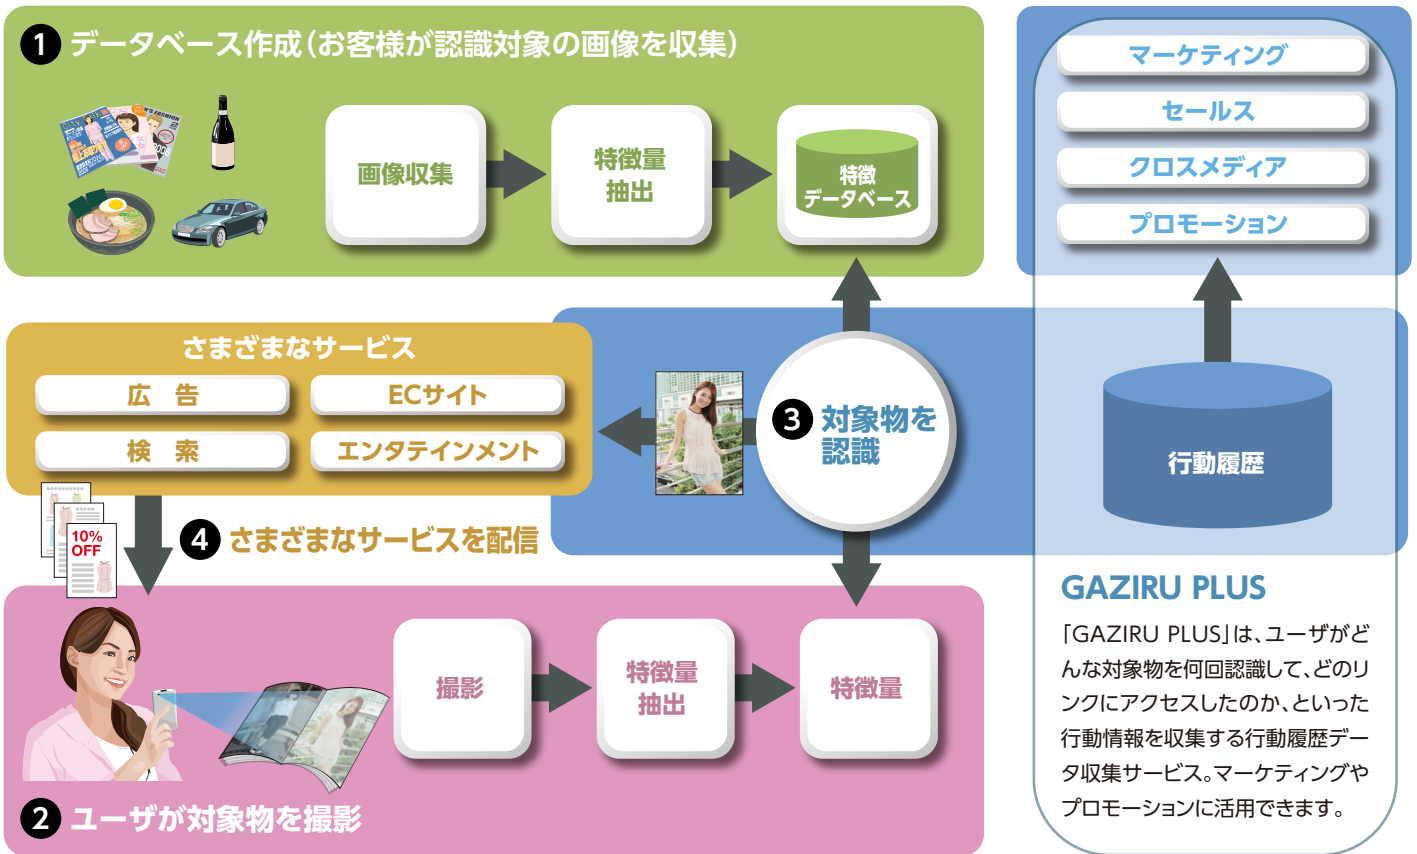 1 データベース作成（お客様が認識対象の画像を収集）
画像収集
特徴量
抽出
特徴
データベース
マーケティング
セールス
クロスメディア
プロモーション
さまざまなサービス
広 告
ECサイト
検 索
エンタテインメント
3 対象物を
認識
行動履歴
10%
OFF
4 さまざまなサービスを配信
撮影
特徴量
抽出
特徴量
2 ユーザが対象物を撮影
GAZIRU PLUS
「GAZIRU PLUS」は、ユーザがど
んな対象物を何回認識して、どのリ
ンクにアクセスしたのか、といった
行動情報を収集する行動履歴デー
タ収集サービス。マーケティングや
プロモーションに活用できます。